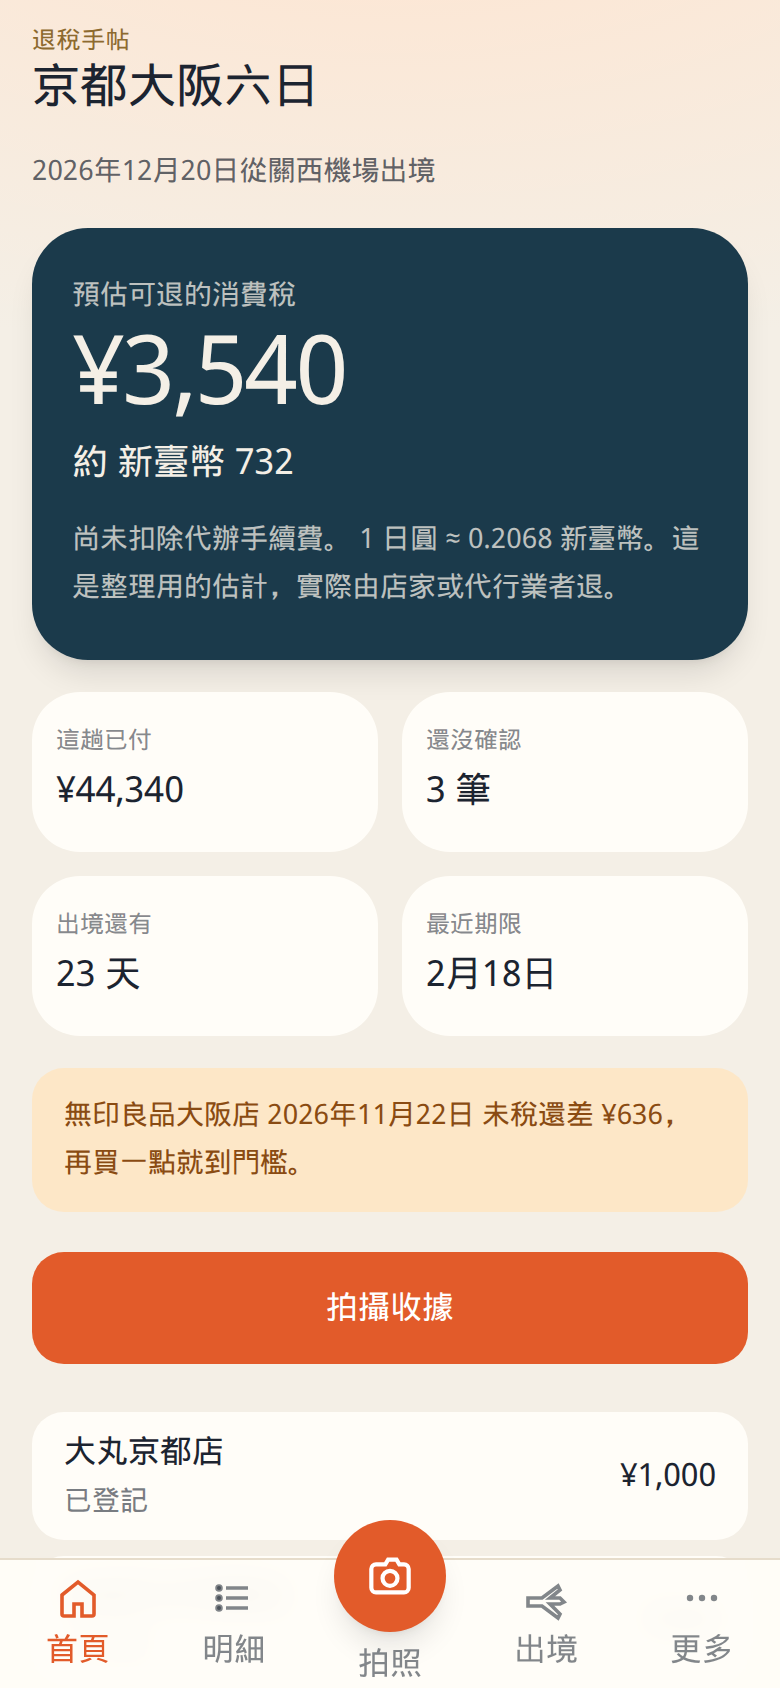 退稅手帖
京都大阪六日
2026年12月20日從關西機場出境
預估可退的消費稅
¥3,540
約 新臺幣 732
尚未扣除代辦手續費。 1 日圓 ≈ 0.2068 新臺幣。這
是整理用的估計，實際由店家或代行業者退。
這趟已付
還沒確認
¥44,340
3 筆
出境還有
最近期限
23 天
2月18日
無印良品大阪店 2026年11月22日 未稅還差 ¥636，
再買一點就到門檻。
拍攝收據
大丸京都店
¥1,000
已登記
首頁
明細
拍照
出境
更多